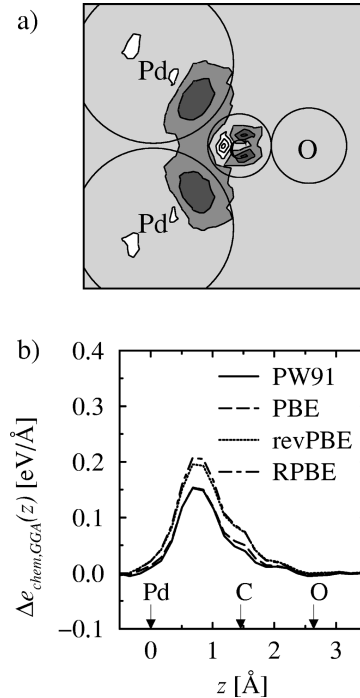 a)
Pd
O
Pd
b)
0.4
PW91
PBE
0.3
revPBE
RPBE
0.2
0.1
0.0
Pd
C
O
−0.1
0
1
2
3
z [Å]
Δe_chem,GGA(z) [eV/Å]